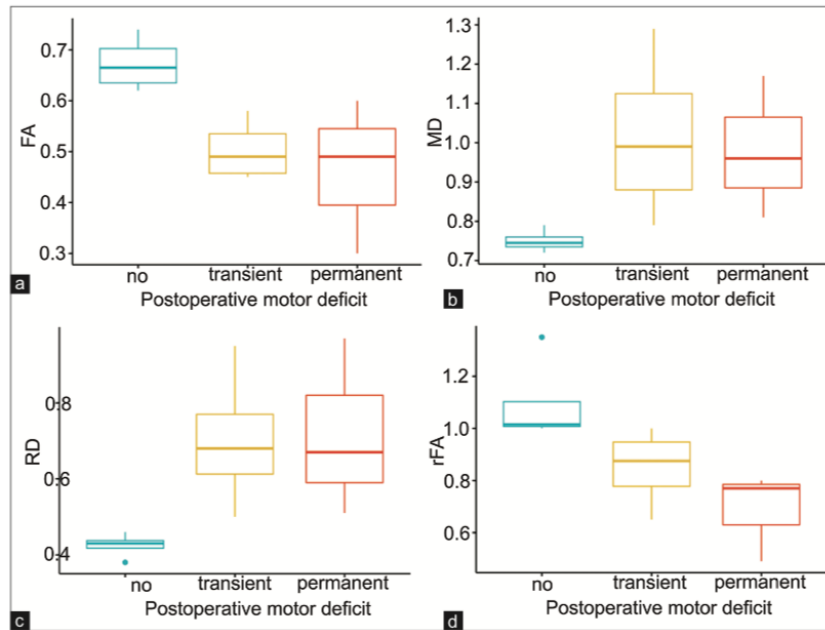 FA
0.7
0.6
0.5
0.4
0.3
no transient permanent
Postoperative motor deficit
a
MD
1.3
1.2
1.1
1.0
0.9
0.8
0.7
no transient permanent
Postoperative motor deficit
b
RD
0.8
0.6
0.4
no transient permanent
Postoperative motor deficit
c
rFA
1.2
1.0
0.8
0.6
no transient permanent
Postoperative motor deficit
d